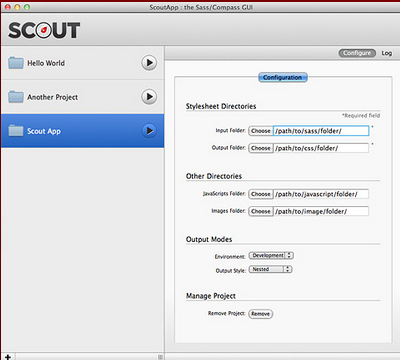 ScoutApp : the Sass/Compass GUI
SCOUT
Configure Log
Hello World
Another Project
Scout App
Configuration
Stylesheet Directories
*Required field
Input Folder: Choose /path/to/sass/folder/ *
Output Folder: Choose /path/to/css/folder/ *
Other Directories
JavaScripts Folder: Choose /path/to/javascript/folder/
Images Folder: Choose /path/to/image/folder/
Output Modes
Environment: Development
Output Style: Nested
Manage Project
Remove Project: Remove